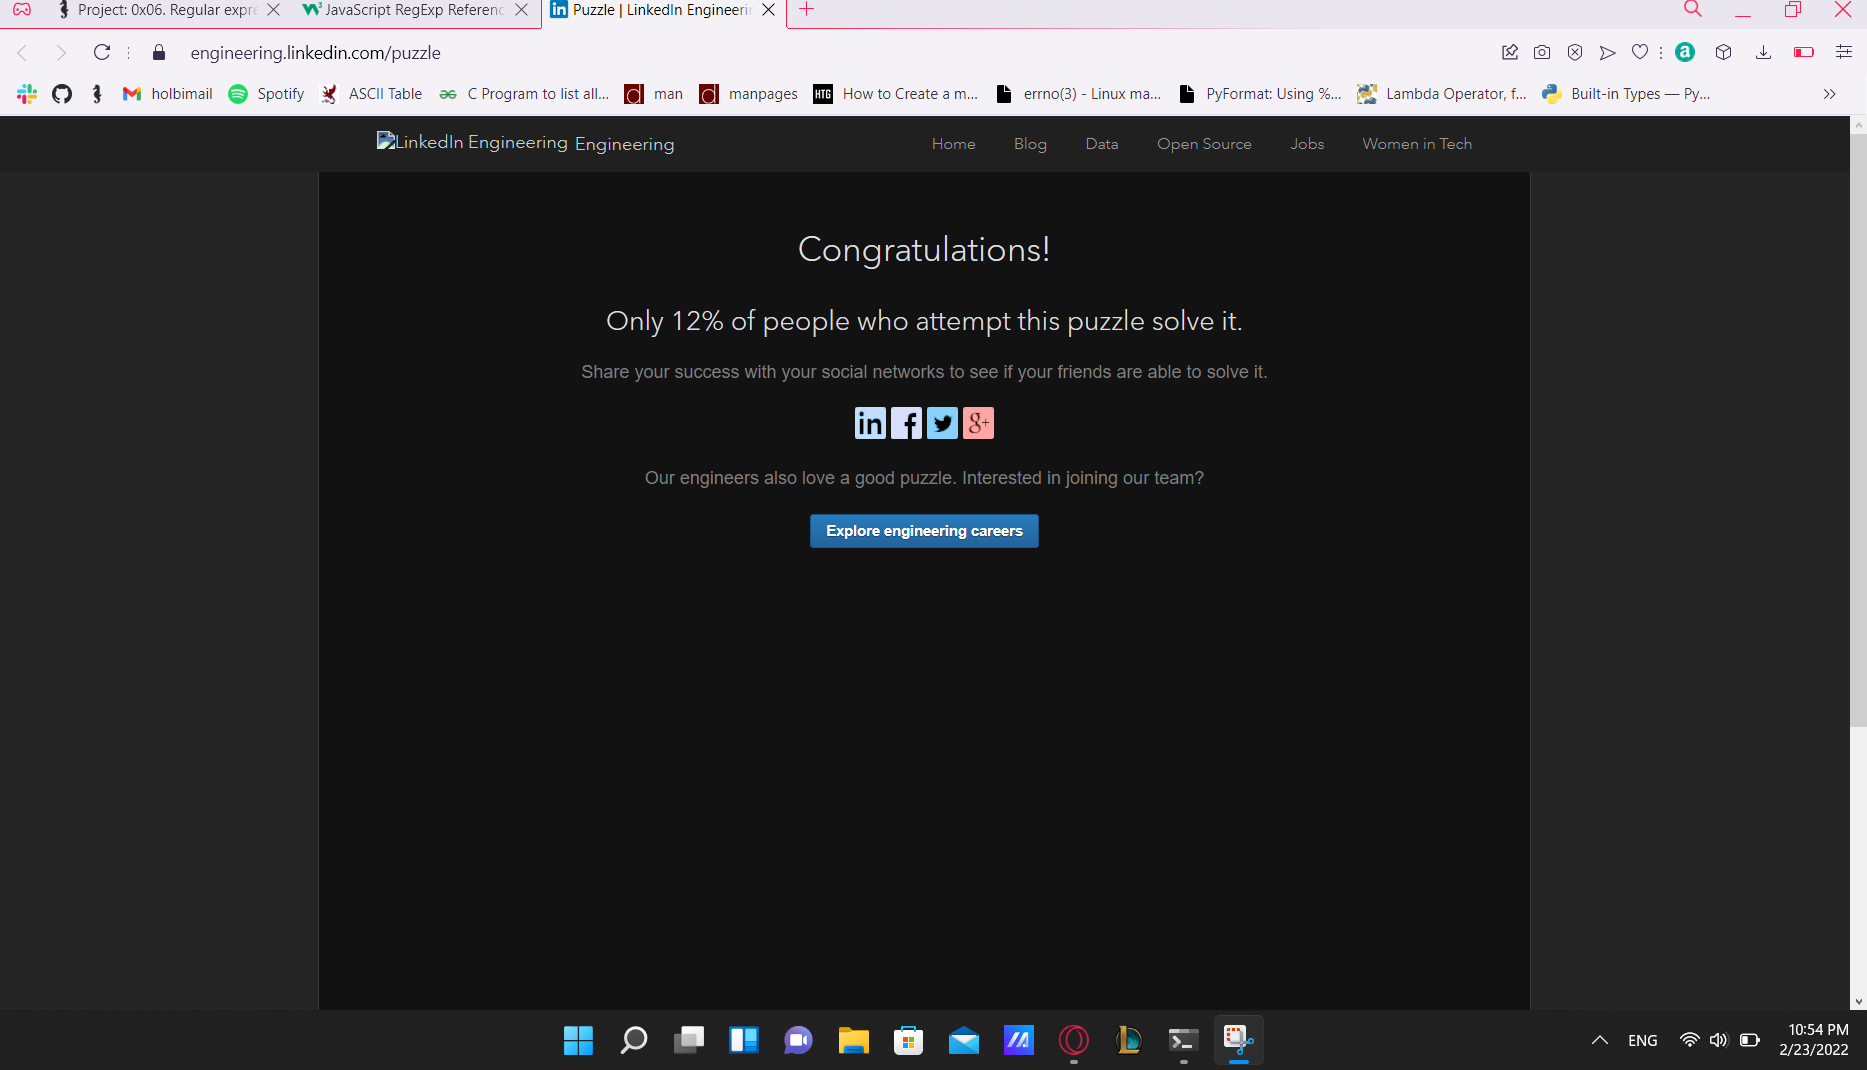 Project: 0x06. Regular expre
JavaScript RegExp Referenc
Puzzle | LinkedIn Engineerin
engineering.linkedin.com/puzzle
holbimail
Spotify
ASCII Table
C Program to list all...
man
manpages
HTG
How to Create a m...
errno(3) - Linux ma...
PyFormat: Using %...
Lambda Operator, f...
Built-in Types — Py...
LinkedIn Engineering Engineering
Home
Blog
Data
Open Source
Jobs
Women in Tech
Congratulations!
Only 12% of people who attempt this puzzle solve it.
Share your success with your social networks to see if your friends are able to solve it.
Our engineers also love a good puzzle. Interested in joining our team?
Explore engineering careers
ENG
10:54 PM
2/23/2022